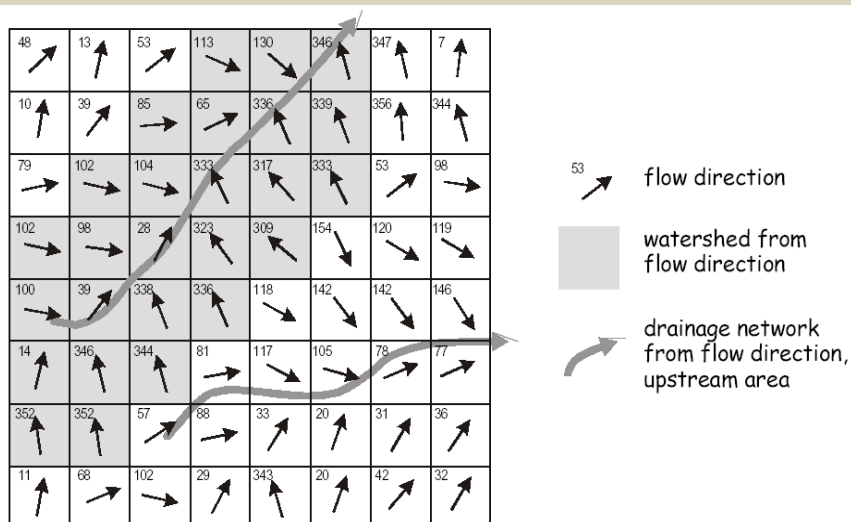 48 13 53 113 130 346 347 7
10 39 85 65 336 339 356 344
79 102 104 333 317 333 53 98
102 98 28 323 309 154 120 119
100 39 338 336 118 142 142 146
14 346 344 81 117 105 78 77
352 352 57 88 33 20 31 36
11 68 102 29 343 20 42 32
53
flow direction
watershed from
flow direction
drainage network
from flow direction,
upstream area